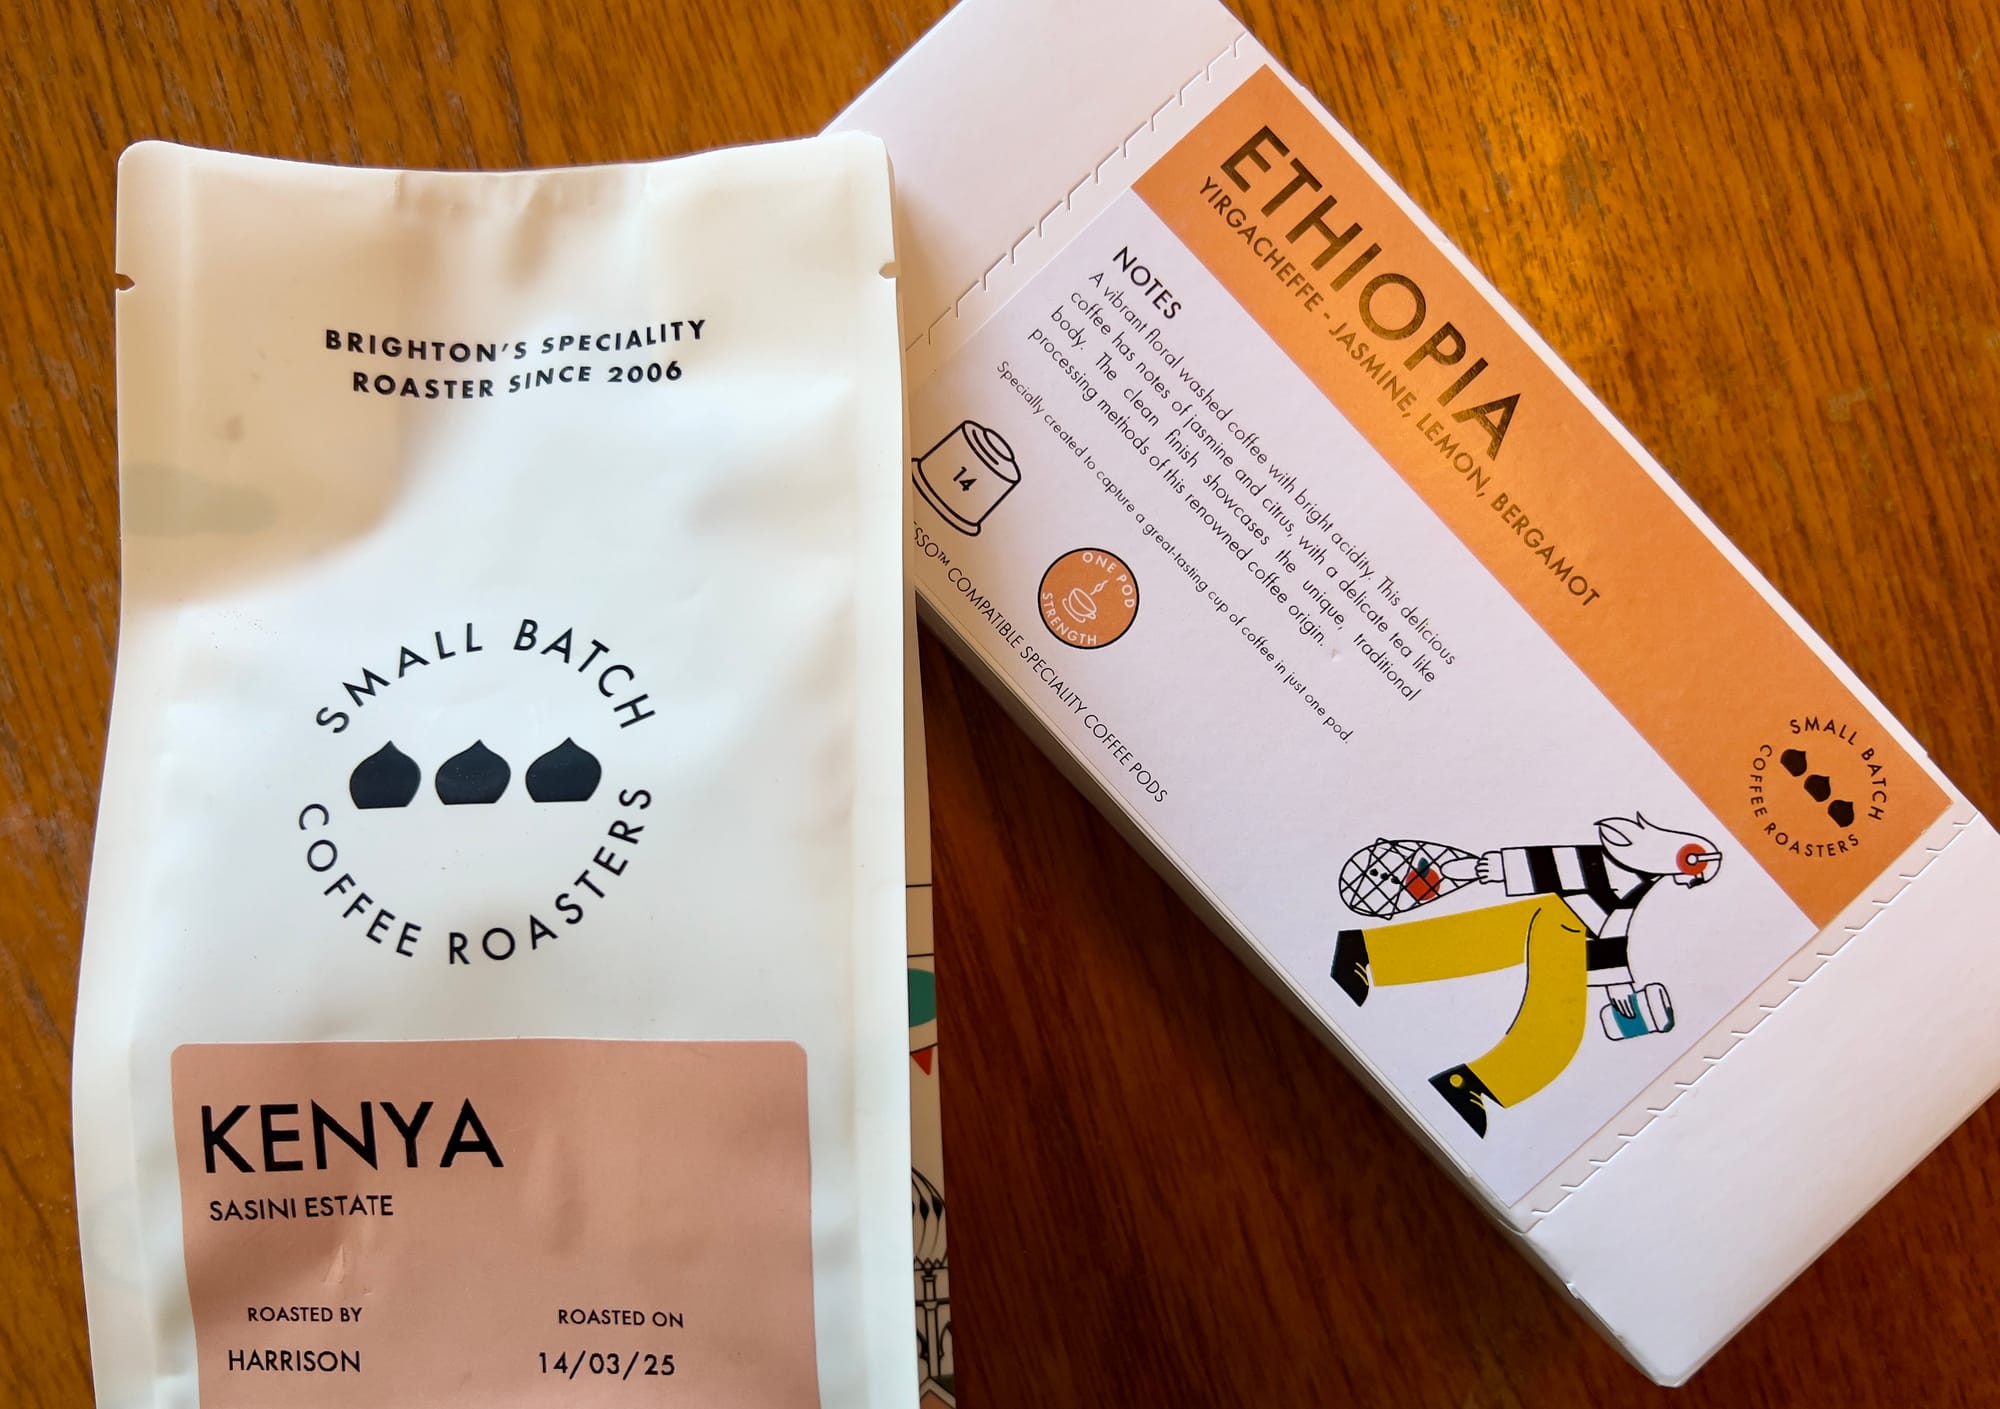 BRIGHTON'S SPECIALITY
ROASTER SINCE 2006
SMALL BATCH
COFFEE ROASTERS
KENYA
SASINI ESTATE
ROASTED BY
ROASTED ON
HARRISON
14/03/25
ETHIOPIA
YIRGACHEFFE - JASMINE, LEMON, BERGAMOT
NOTES
A vibrant floral washed coffee with bright acidity. This delicious
coffee has notes of jasmine and citrus, with a delicate tea like
body. The clean finish showcases the unique, traditional
processing methods of this renowned coffee origin.
Specially created to capture a great-tasting cup of coffee in just one pod.
14
ONE POD
STRENGTH
COMPATIBLE SPECIALITY COFFEE PODS
SMALL BATCH
COFFEE ROASTERS